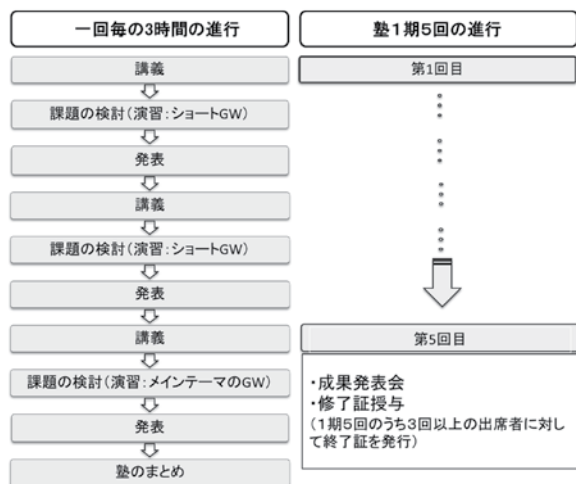 一回毎の3時間の進行
講義
課題の検討(演習:ショートGW)
発表
講義
課題の検討(演習:ショートGW)
発表
講義
課題の検討(演習:メインテーマのGW)
発表
塾のまとめ
塾1期5回の進行
第1回目
第5回目
・成果発表会
・修了証授与
(1期5回のうち3回以上の出席者に対し
て終了証を発行)